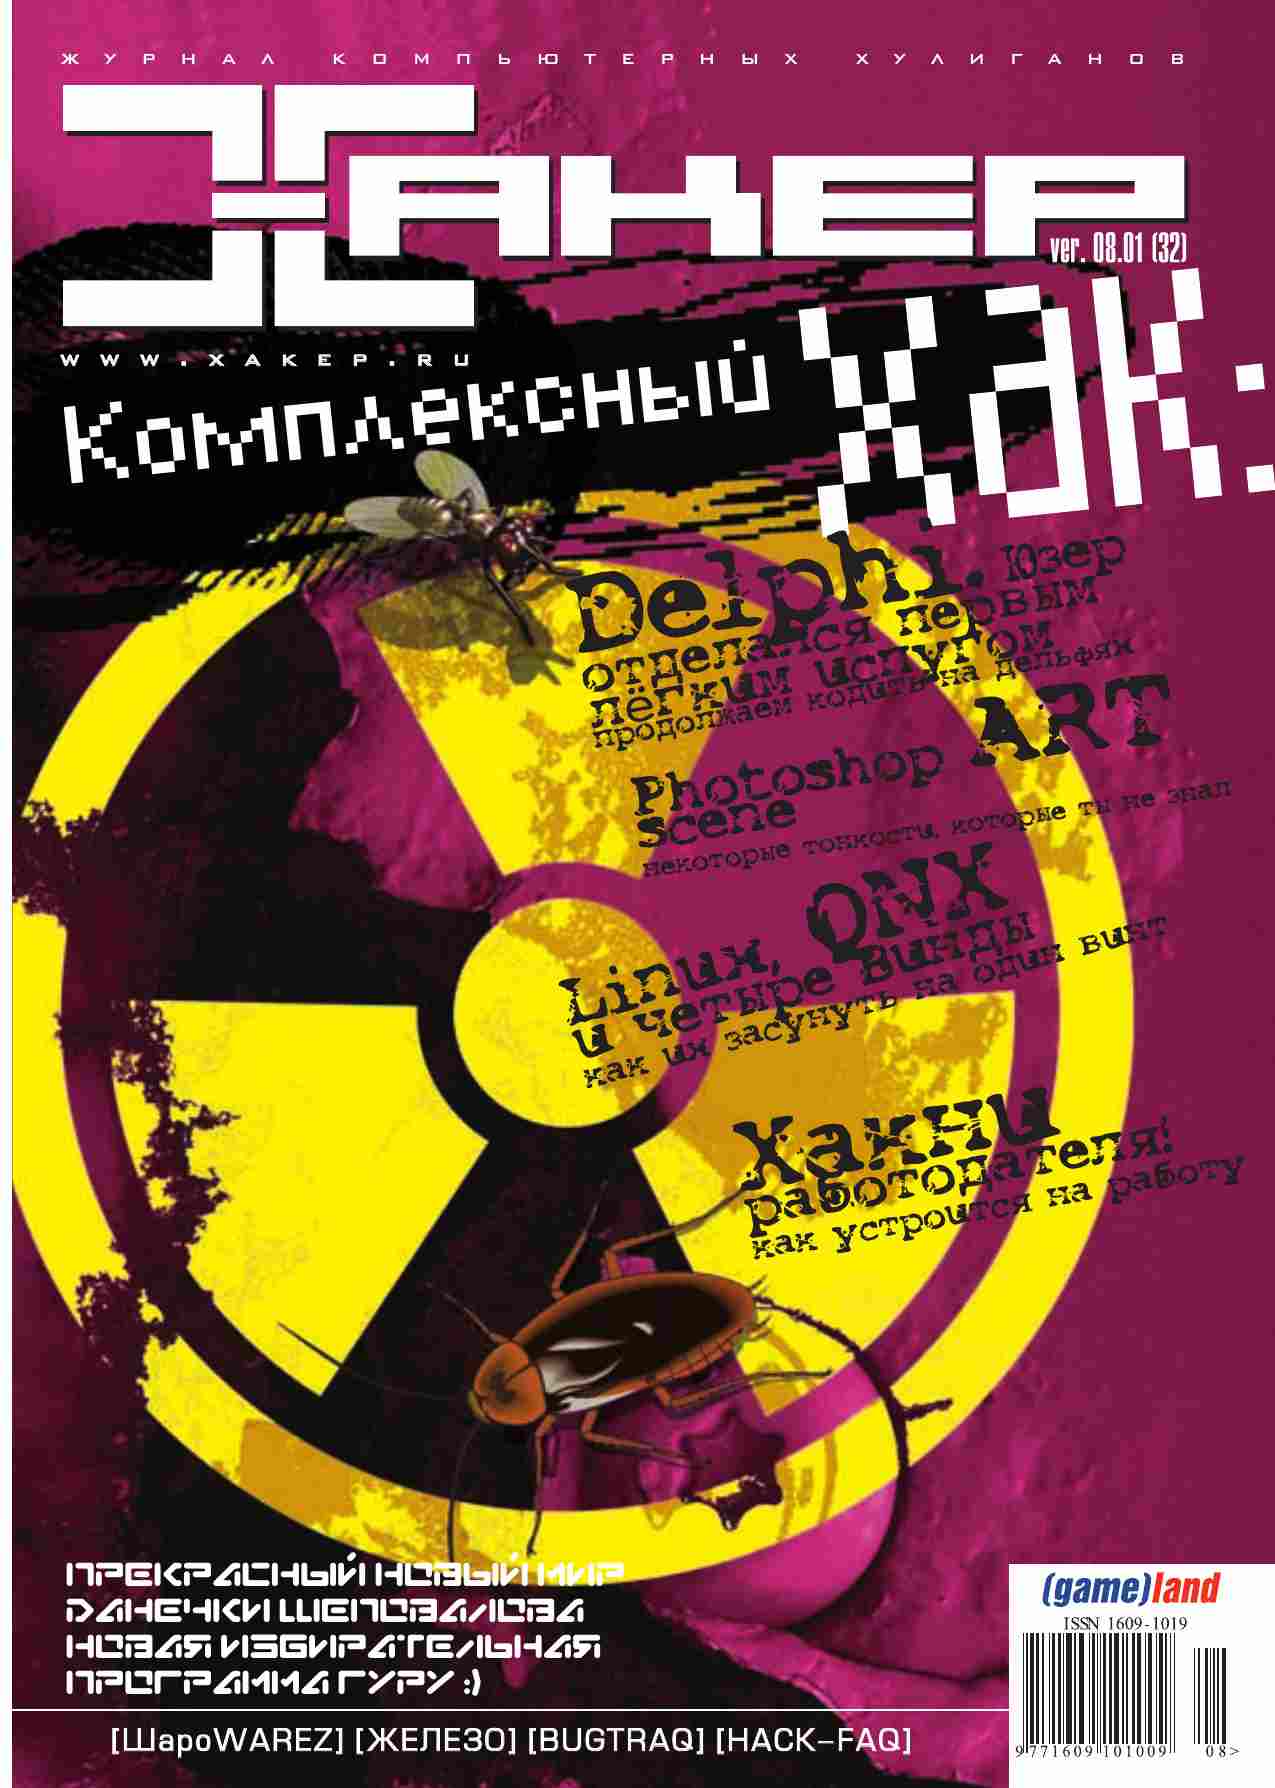 ЖУРНАЛ КОМПЬЮТЕРНЫХ ХУЛИГАНОВ
ХАКЕР
ver. 08.01 (32)
WWW.XAKEP.RU
Комплексный Хак:
Delphi. Юзер
отделался первым
лёгким испугом
продолжаем кодить на дельфях
Photoshop ART
scene
некоторые тонкости, которые ты не знал
Linux, QNX
и четыре винды
как их засунуть на один винт
Хакни
работодателя!
как устроится на работу
ПРЕКРАСНЫЙ НОВЫЙ МИР
ДАНЕЧКИ ШЕПОВАЛОВА
НОВАЯ ИЗБИРАТЕЛЬНАЯ
ПРОГРАММА ГУРУ :)
[ШароWAREZ] [ЖЕЛЕЗО] [BUGTRAQ] [HACK-FAQ]
(game)land
ISSN 1609-1019
9 771609 101009 08>